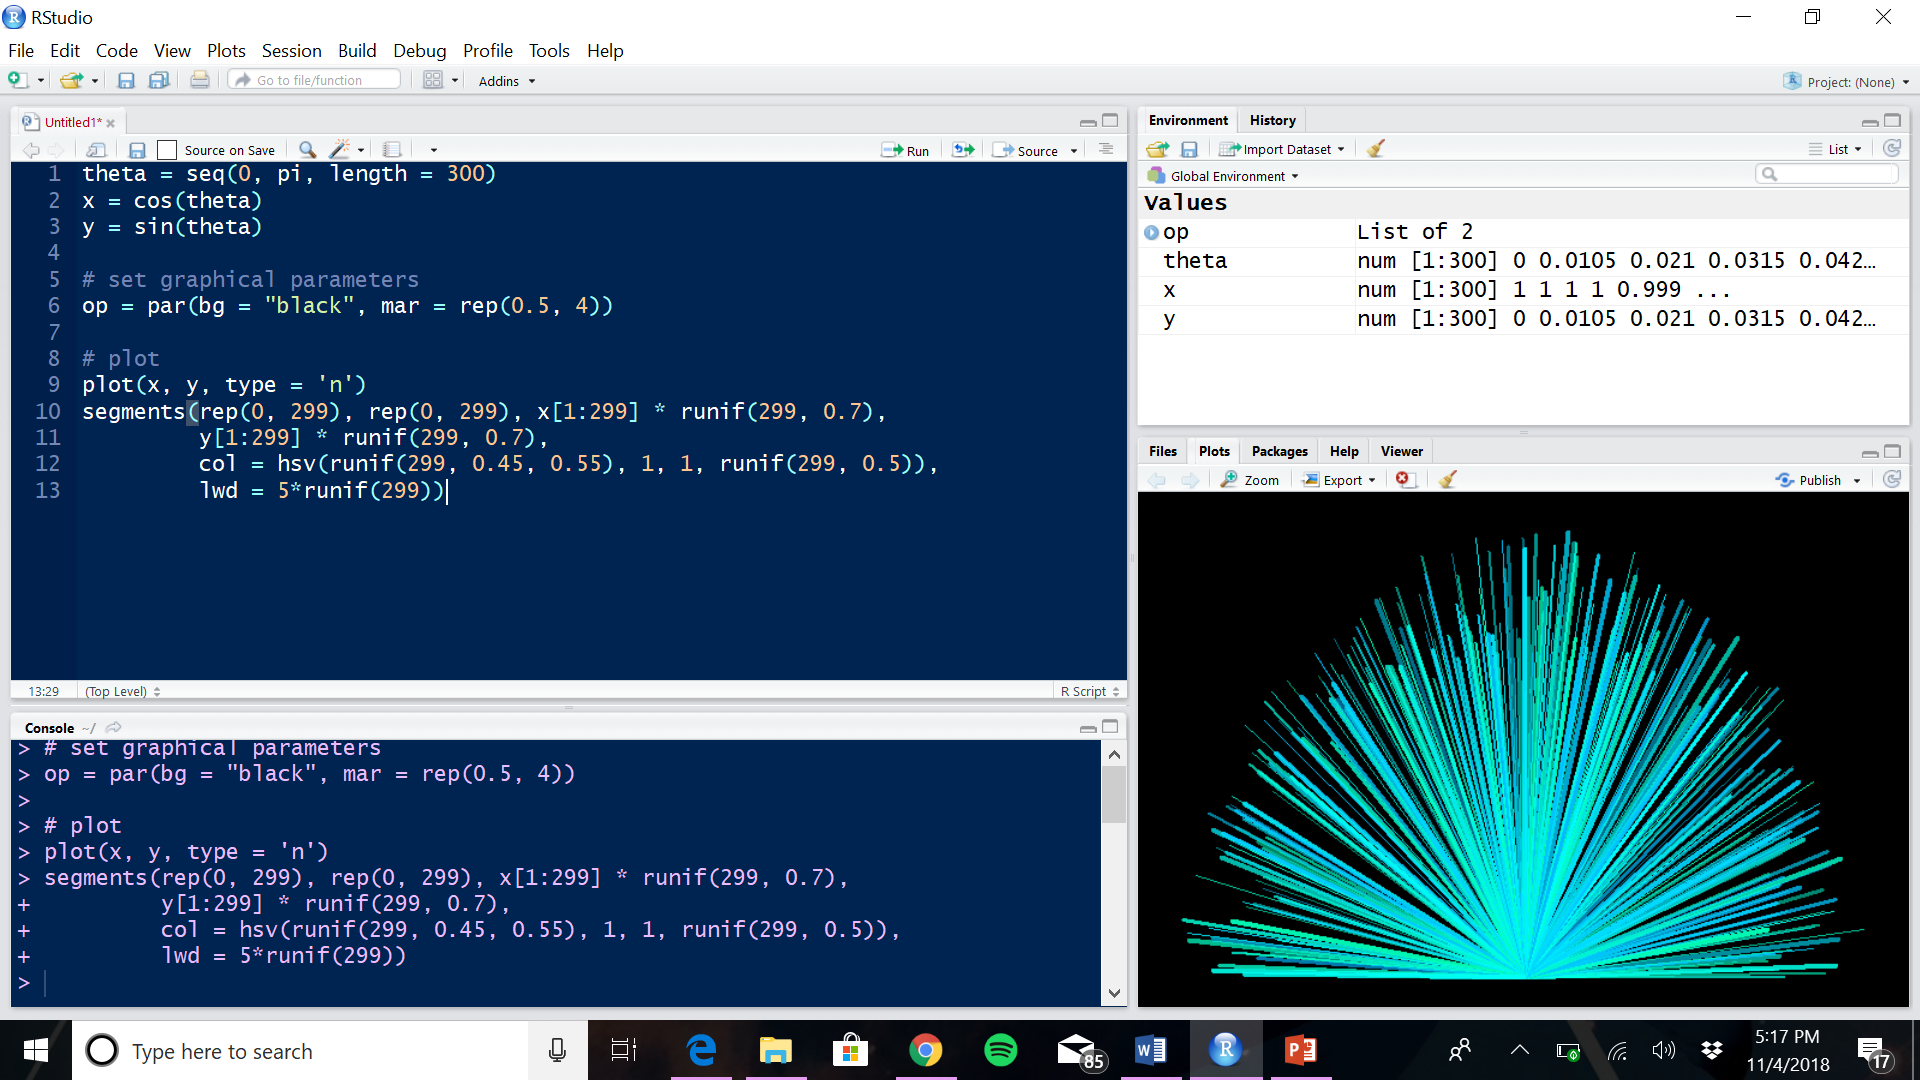 RStudio
File Edit Code View Plots Session Build Debug Profile Tools Help
Go to file/function Addins Project: (None)
Untitled1*
Source on Save Run Source
1 theta = seq(0, pi, length = 300)
2 x = cos(theta)
3 y = sin(theta)
4
5 # set graphical parameters
6 op = par(bg = "black", mar = rep(0.5, 4))
7
8 # plot
9 plot(x, y, type = 'n')
10 segments(rep(0, 299), rep(0, 299), x[1:299] * runif(299, 0.7),
11 y[1:299] * runif(299, 0.7),
12 col = hsv(runif(299, 0.45, 0.55), 1, 1, runif(299, 0.5)),
13 lwd = 5*runif(299))
13:29 (Top Level) R Script
Console ~/
> # set graphical parameters
> op = par(bg = "black", mar = rep(0.5, 4))
>
> # plot
> plot(x, y, type = 'n')
> segments(rep(0, 299), rep(0, 299), x[1:299] * runif(299, 0.7),
+ y[1:299] * runif(299, 0.7),
+ col = hsv(runif(299, 0.45, 0.55), 1, 1, runif(299, 0.5)),
+ lwd = 5*runif(299))
>
Environment History
Import Dataset List
Global Environment
Values
op List of 2
theta num [1:300] 0 0.0105 0.021 0.0315 0.042…
x num [1:300] 1 1 1 1 0.999 ...
y num [1:300] 0 0.0105 0.021 0.0315 0.042…
Files Plots Packages Help Viewer
Zoom Export Publish
Type here to search
85
5:17 PM
11/4/2018
17